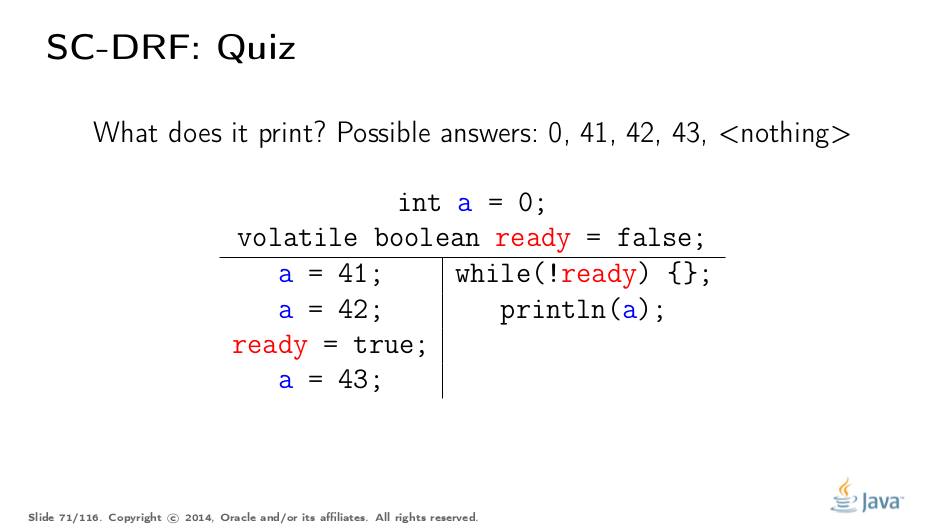 SC-DRF: Quiz
What does it print? Possible answers: 0, 41, 42, 43, <nothing>
int a = 0;
volatile boolean ready = false;
a = 41;
a = 42;
ready = true;
a = 43;
while(!ready) {};
println(a);
Slide 71/116. Copyright © 2014, Oracle and/or its affiliates. All rights reserved.
Java